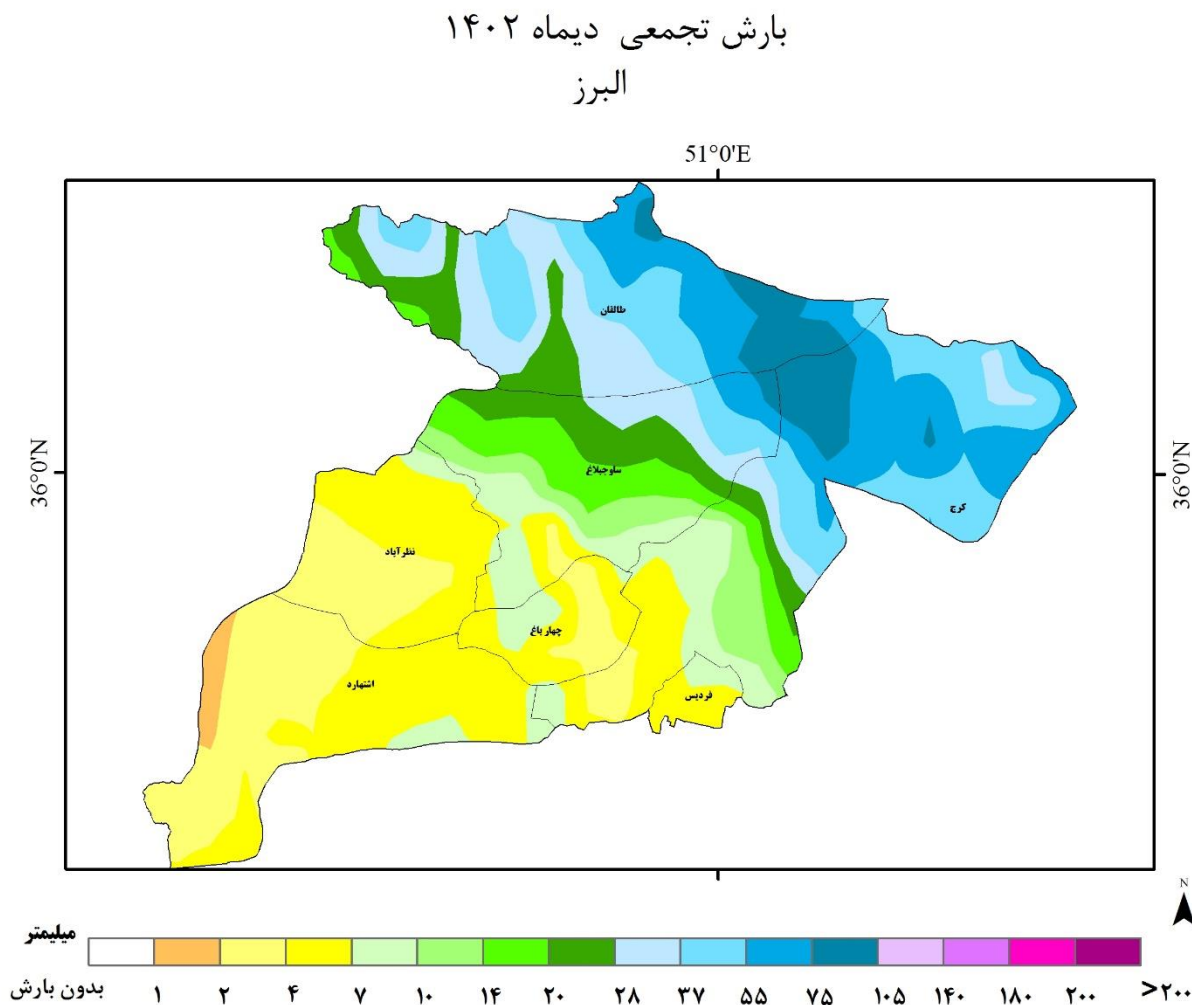 بارش تجمعی دیماه ۱۴۰۲
البرز
51°0'E
36°0'N
36°0'N
طالقان
ساوجبلاغ
کرج
نظرآباد
چهارباغ
اشتهارد
فردیس
N
میلیمتر
بدون بارش ۱ ۲ ۴ ۷ ۱۰ ۱۴ ۲۰ ۲۸ ۳۷ ۵۵ ۷۵ ۱۰۵ ۱۴۰ ۱۸۰ ۲۰۰ >۲۰۰